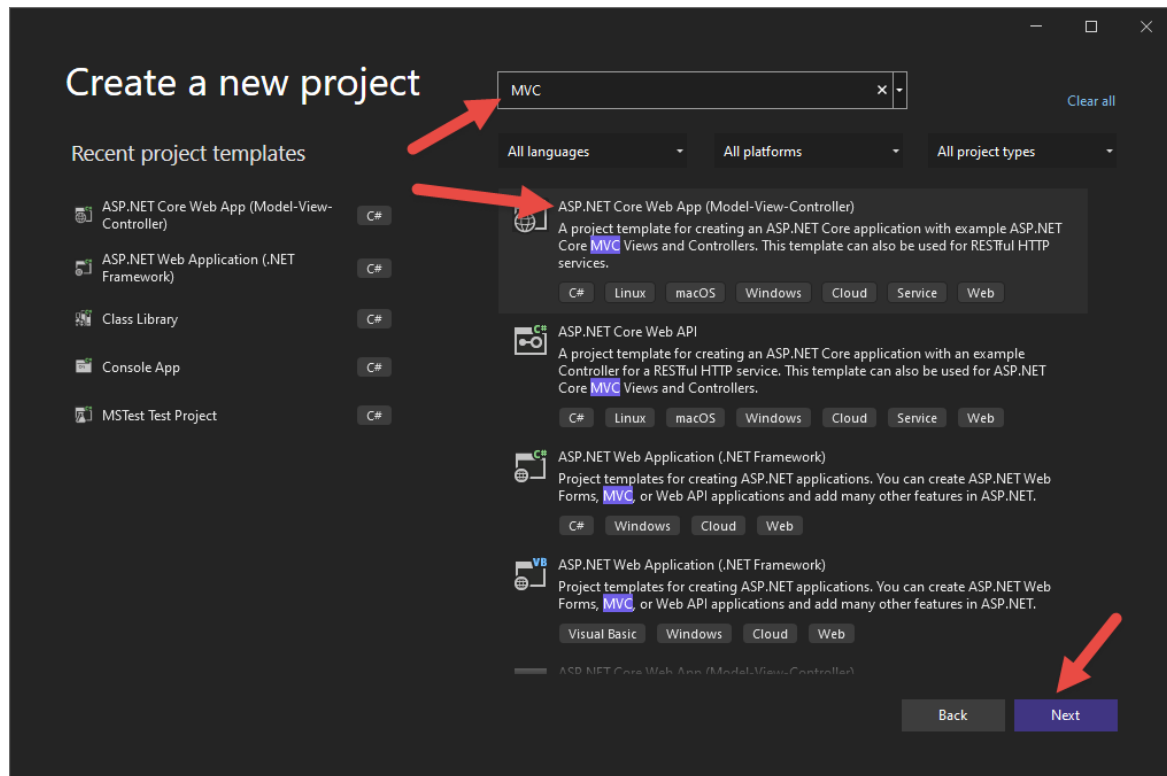 Create a new project
MVC
Clear all
Recent project templates
All languages
All platforms
All project types
ASP.NET Core Web App (Model-View-
Controller)
C#
ASP.NET Web Application (.NET
Framework)
C#
Class Library
C#
Console App
C#
MSTest Test Project
C#
ASP.NET Core Web App (Model-View-Controller)
A project template for creating an ASP.NET Core application with example ASP.NET
Core MVC Views and Controllers. This template can also be used for RESTful HTTP
services.
C# Linux macOS Windows Cloud Service Web
C#
ASP.NET Core Web API
A project template for creating an ASP.NET Core application with an example
Controller for a RESTful HTTP service. This template can also be used for ASP.NET
Core MVC Views and Controllers.
C# Linux macOS Windows Cloud Service Web
C#
ASP.NET Web Application (.NET Framework)
Project templates for creating ASP.NET applications. You can create ASP.NET Web
Forms, MVC, or Web API applications and add many other features in ASP.NET.
C# Windows Cloud Web
VB
ASP.NET Web Application (.NET Framework)
Project templates for creating ASP.NET applications. You can create ASP.NET Web
Forms, MVC, or Web API applications and add many other features in ASP.NET.
Visual Basic Windows Cloud Web
ASP.NET Core Web App (Model-View-Controller)
Back
Next